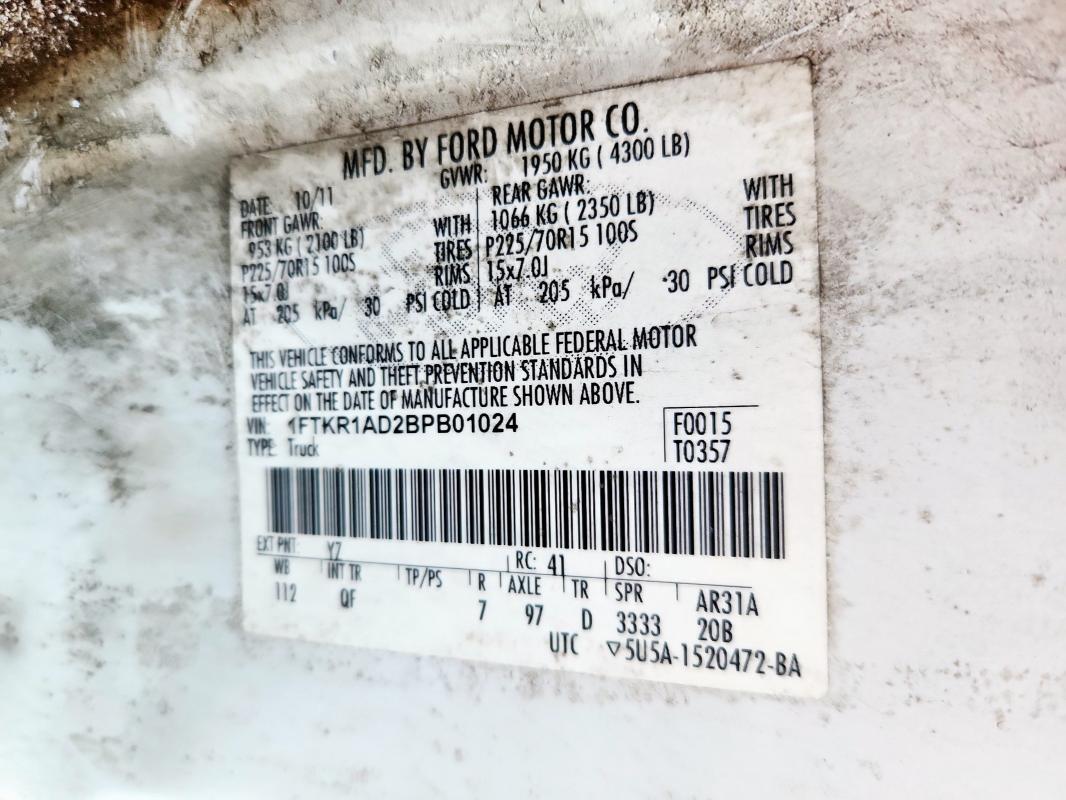 MFD. BY FORD MOTOR CO.
DATE: 10/11 GVWR: 1950 KG ( 4300 LB)
FRONT GAWR: REAR GAWR:
953 KG ( 2100 LB) WITH 1066 KG ( 2350 LB) WITH
P225/70R15 100S TIRES P225/70R15 100S TIRES
15x7.0J RIMS 15x7.0J RIMS
AT 205 kPa/ 30 PSI COLD AT 205 kPa/ 30 PSI COLD
THIS VEHICLE CONFORMS TO ALL APPLICABLE FEDERAL MOTOR
VEHICLE SAFETY AND THEFT PREVENTION STANDARDS IN
EFFECT ON THE DATE OF MANUFACTURE SHOWN ABOVE.
VIN: 1FTKR1AD2BPB01024 F0015
TYPE: Truck T0357
EXT PNT: YZ RC: 41 DSO:
WB INT TR TP/PS R AXLE TR SPR AR31A
112 QF 7 97 D 3333 20B
UTC ▽5U5A-1520472-BA